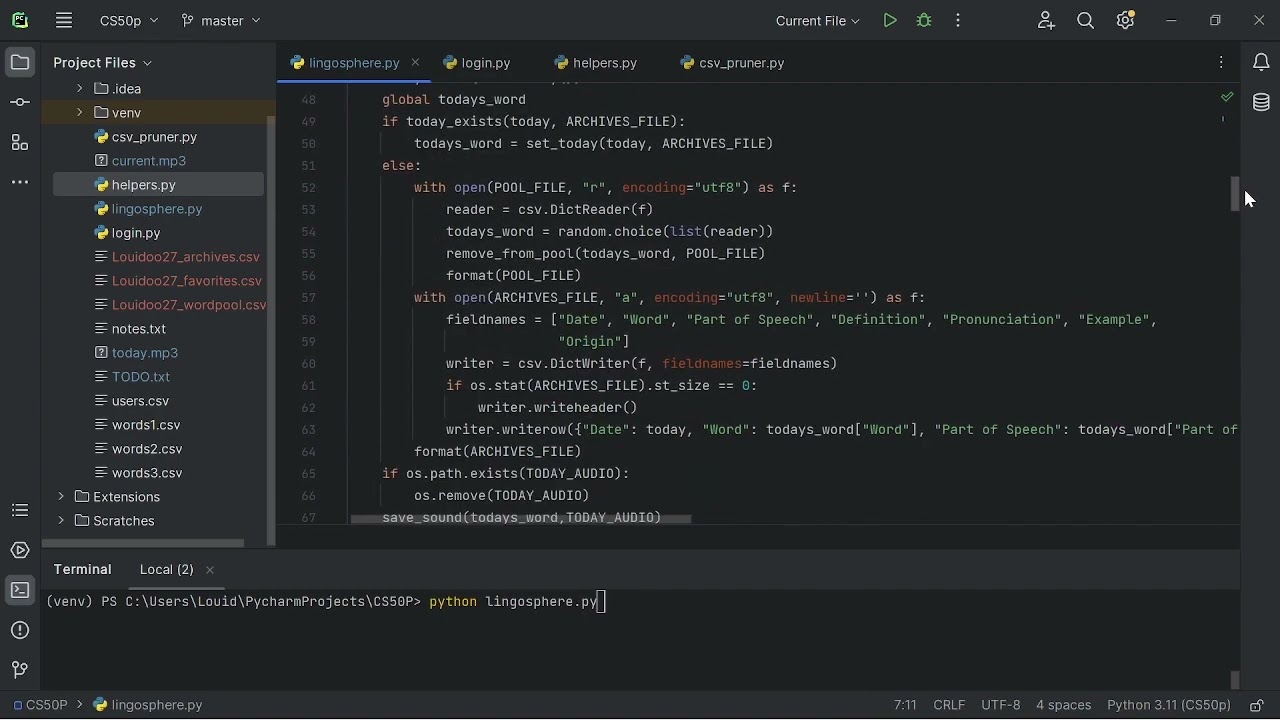 PC
CS50p
master
Current File
Project Files
lingosphere.py
login.py
helpers.py
csv_pruner.py
.idea
venv
csv_pruner.py
current.mp3
helpers.py
lingosphere.py
login.py
Louidoo27_archives.csv
Louidoo27_favorites.csv
Louidoo27_wordpool.csv
notes.txt
today.mp3
TODO.txt
users.csv
words1.csv
words2.csv
words3.csv
Extensions
Scratches
48 global todays_word
49 if today_exists(today, ARCHIVES_FILE):
50 todays_word = set_today(today, ARCHIVES_FILE)
51 else:
52 with open(POOL_FILE, "r", encoding="utf8") as f:
53 reader = csv.DictReader(f)
54 todays_word = random.choice(list(reader))
55 remove_from_pool(todays_word, POOL_FILE)
56 format(POOL_FILE)
57 with open(ARCHIVES_FILE, "a", encoding="utf8", newline='') as f:
58 fieldnames = ["Date", "Word", "Part of Speech", "Definition", "Pronunciation", "Example",
59 "Origin"]
60 writer = csv.DictWriter(f, fieldnames=fieldnames)
61 if os.stat(ARCHIVES_FILE).st_size == 0:
62 writer.writeheader()
63 writer.writerow({"Date": today, "Word": todays_word["Word"], "Part of Speech": todays_word["Part of
64 format(ARCHIVES_FILE)
65 if os.path.exists(TODAY_AUDIO):
66 os.remove(TODAY_AUDIO)
67 save_sound(todays_word,TODAY_AUDIO)
Terminal
Local (2)
(venv) PS C:\Users\Louid\PycharmProjects\CS50P> python lingosphere.py
CS50P
lingosphere.py
7:11
CRLF
UTF-8
4 spaces
Python 3.11 (CS50p)